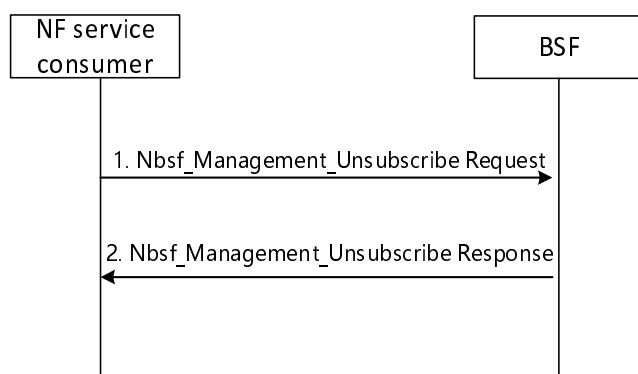 NF service
consumer
BSF
1. Nbsf_Management_Unsubscribe Request
2. Nbsf_Management_Unsubscribe Response